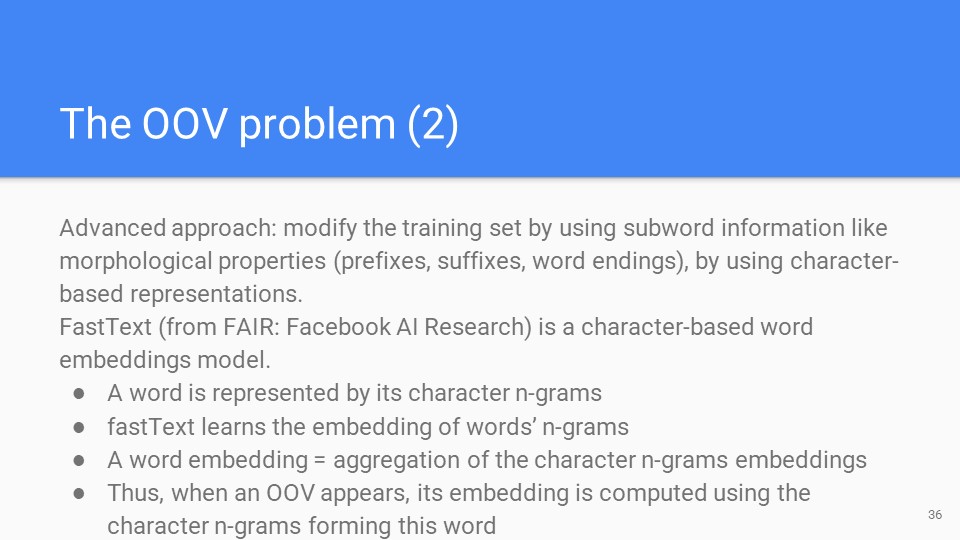 The OOV problem (2)
Advanced approach: modify the training set by using subword information like
morphological properties (prefixes, suffixes, word endings), by using character-
based representations.
FastText (from FAIR: Facebook AI Research) is a character-based word
embeddings model.
● A word is represented by its character n-grams
● fastText learns the embedding of words’ n-grams
● A word embedding = aggregation of the character n-grams embeddings
● Thus, when an OOV appears, its embedding is computed using the
character n-grams forming this word
36